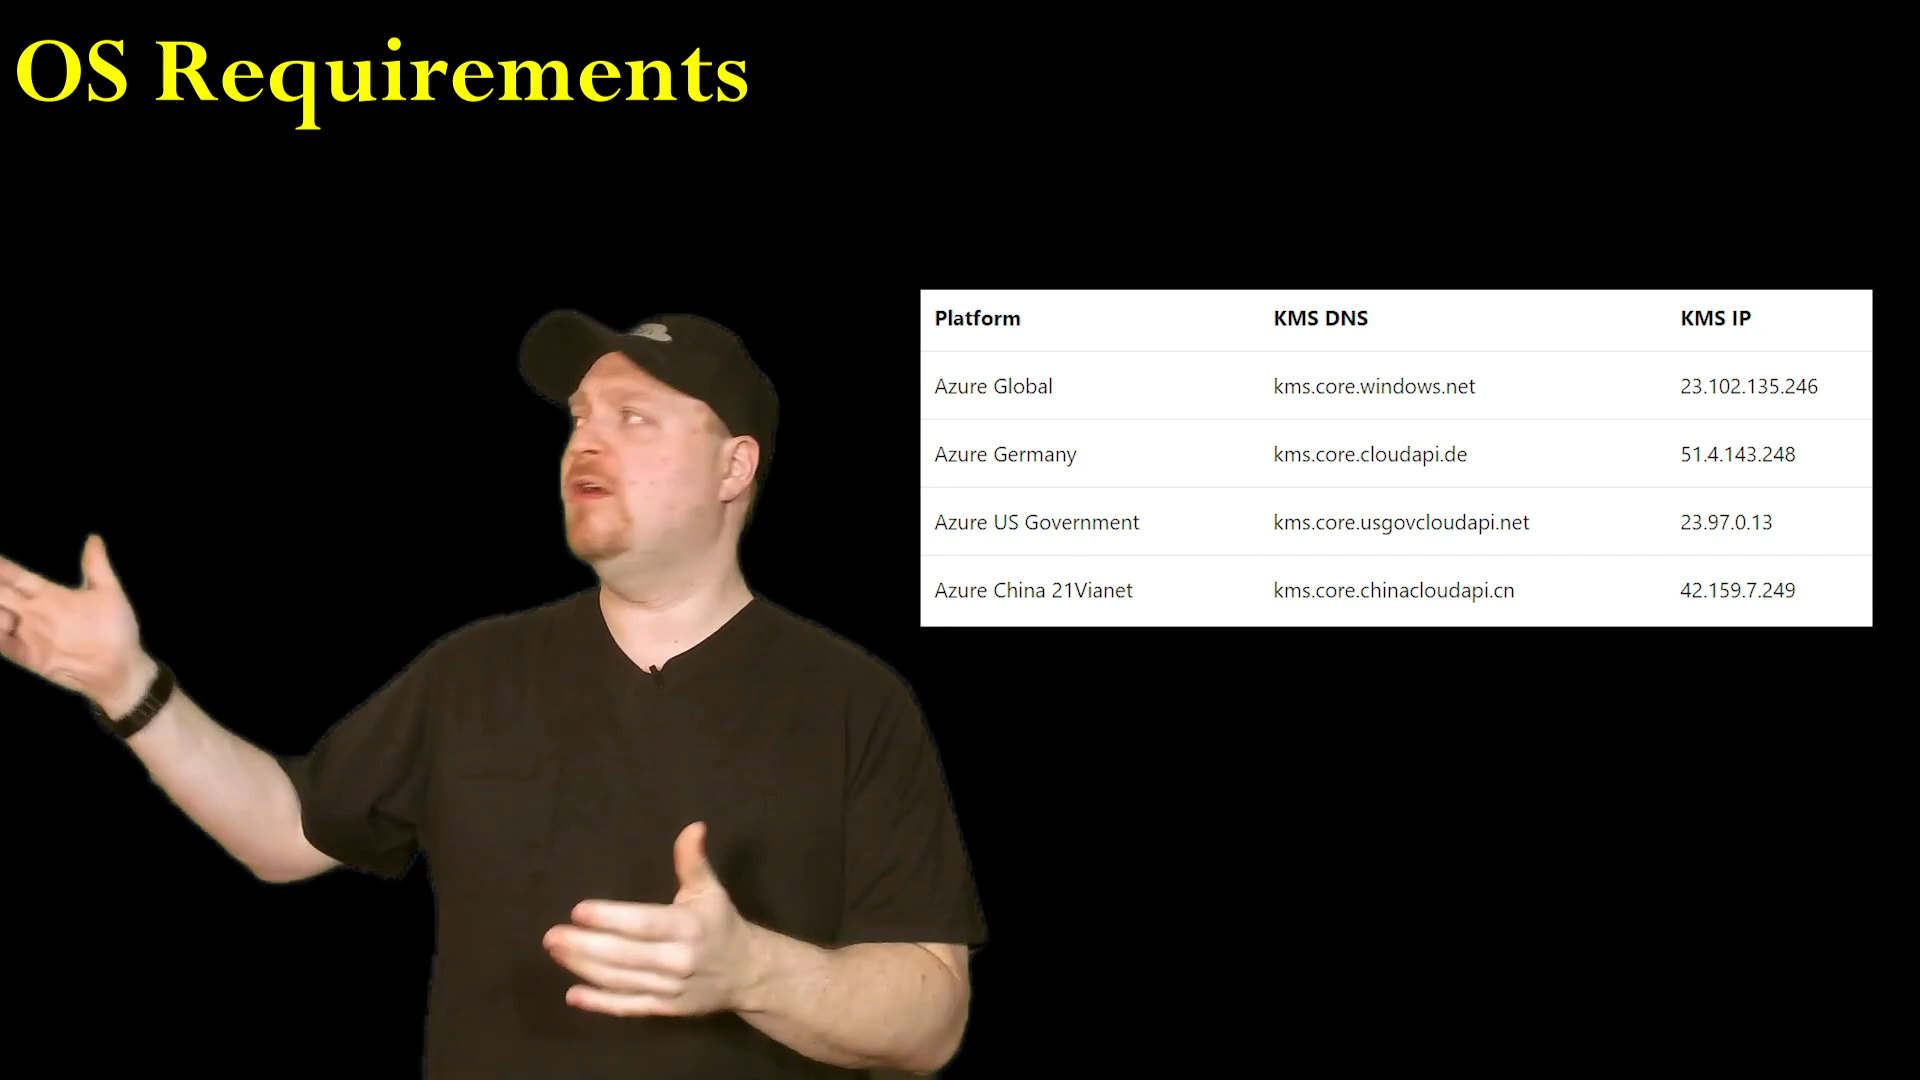 OS Requirements
Platform KMS DNS KMS IP
Azure Global kms.core.windows.net 23.102.135.246
Azure Germany kms.core.cloudapi.de 51.4.143.248
Azure US Government kms.core.usgovcloudapi.net 23.97.0.13
Azure China 21Vianet kms.core.chinacloudapi.cn 42.159.7.249